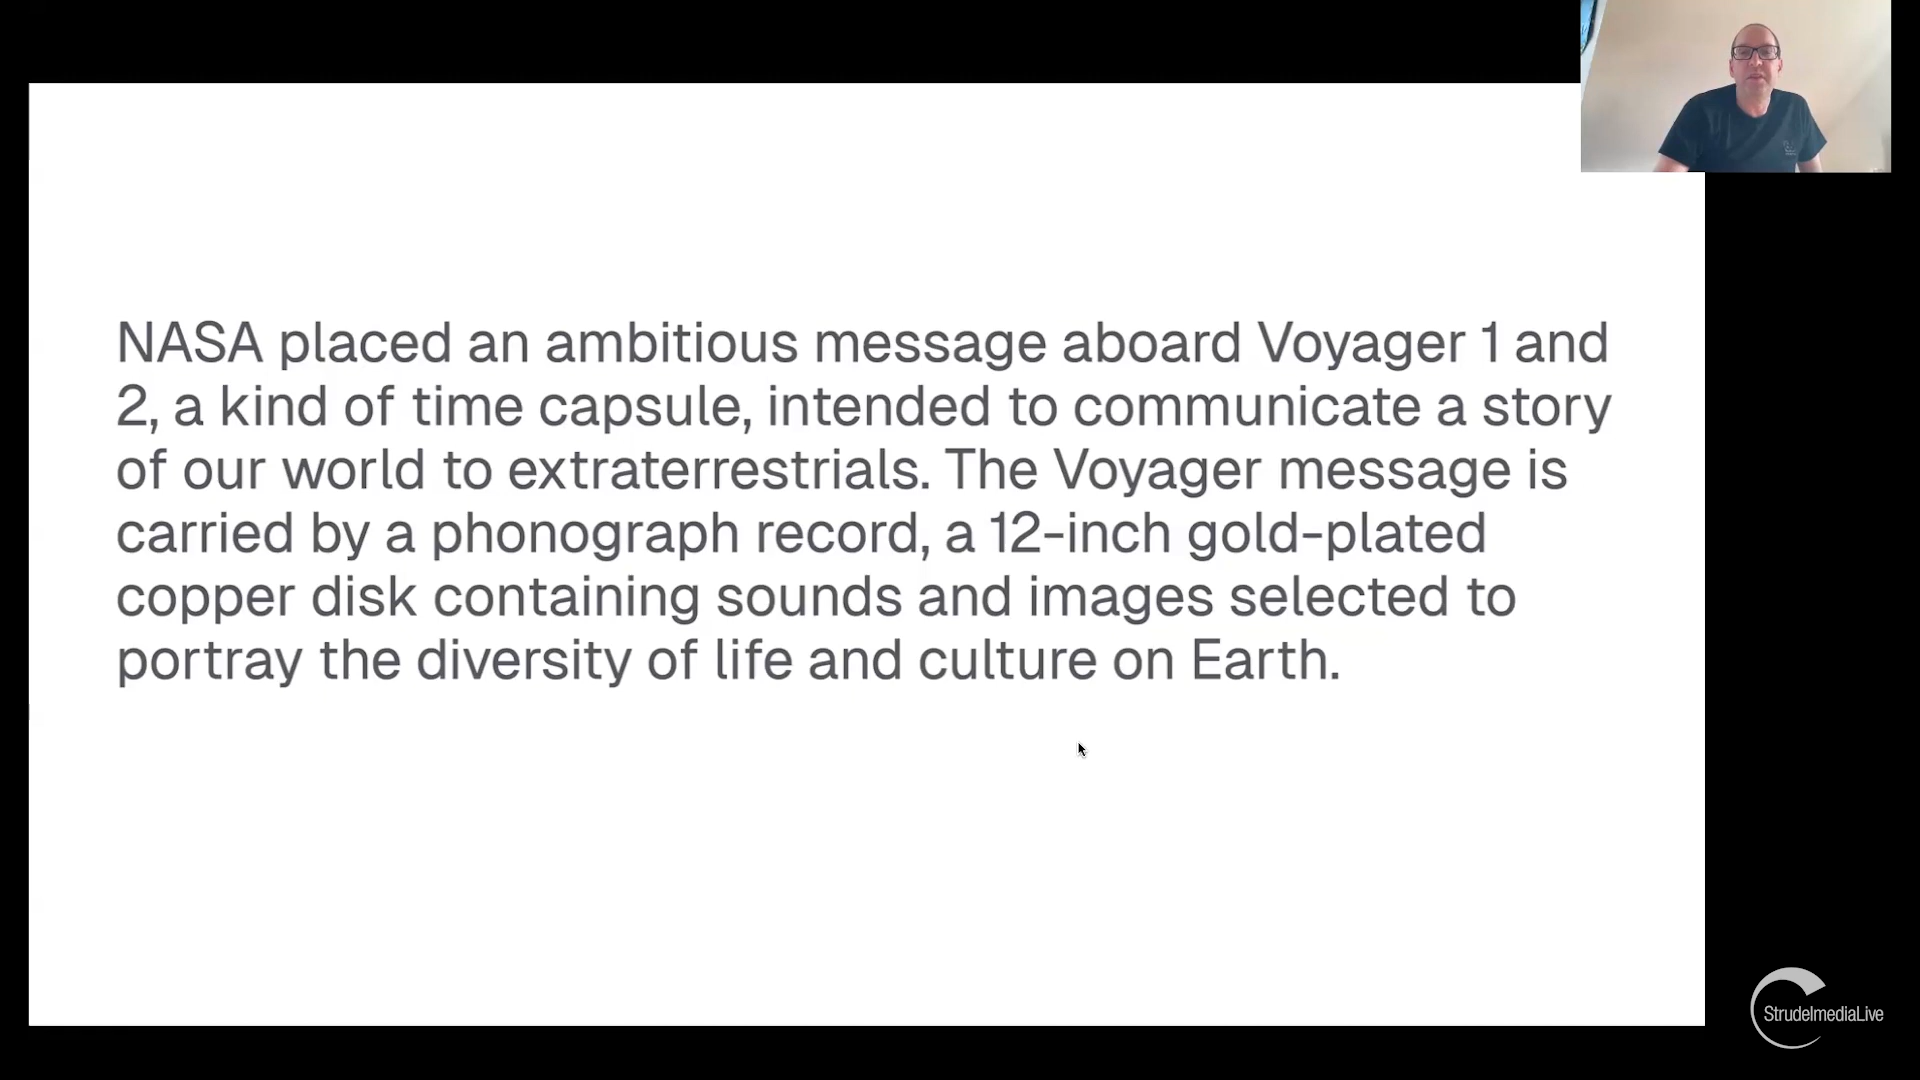 NASA placed an ambitious message aboard Voyager 1 and
2, a kind of time capsule, intended to communicate a story
of our world to extraterrestrials. The Voyager message is
carried by a phonograph record, a 12-inch gold-plated
copper disk containing sounds and images selected to
portray the diversity of life and culture on Earth.
StrudelmediaLive